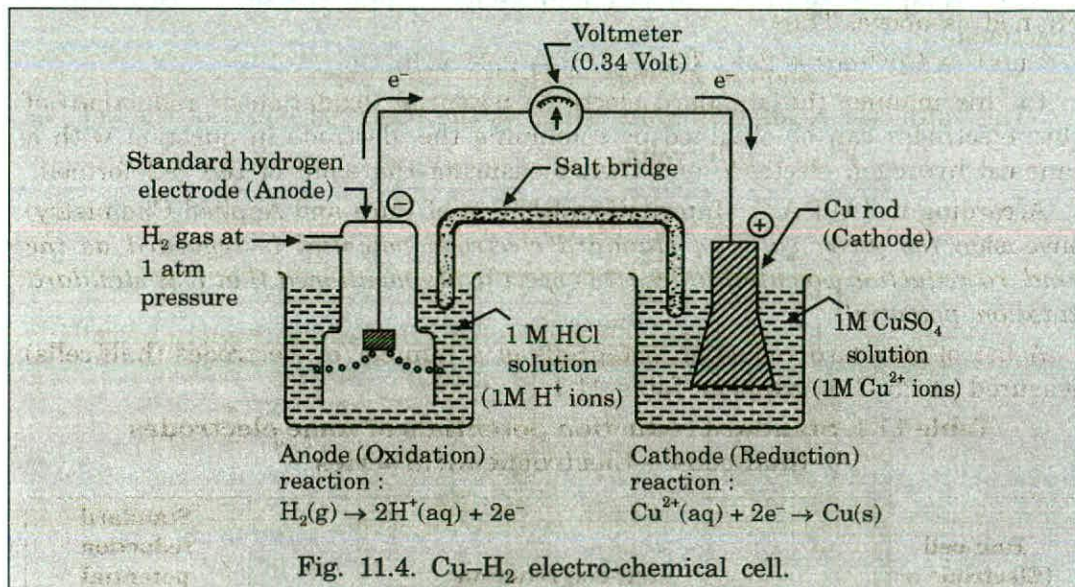 Voltmeter
(0.34 Volt)
e⁻
e⁻
Standard hydrogen
electrode (Anode)
Salt bridge
⊖
⊕
Cu rod
(Cathode)
H₂ gas at
1 atm
pressure
1 M HCl
solution
(1M H⁺ ions)
1M CuSO₄
solution
(1M Cu²⁺ ions)
Anode (Oxidation)
reaction :
H₂(g) → 2H⁺(aq) + 2e⁻
Cathode (Reduction)
reaction :
Cu²⁺(aq) + 2e⁻ → Cu(s)
Fig. 11.4. Cu–H₂ electro-chemical cell.